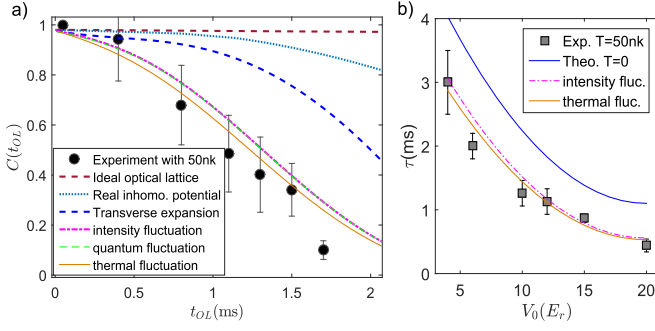 a)
1
0.8
0.6
0.4
0.2
0
C(t_OL)
Experiment with 50nk
Ideal optical lattice
Real inhomo. potential
Transverse expansion
intensity fluctuation
quantum fluctuation
thermal fluctuation
0 0.5 1 1.5 2
t_OL(ms)
b)
4
3
2
1
0
τ(ms)
Exp. T=50nk
Theo. T=0
intensity fluc.
thermal fluc.
5 10 15 20
V_0(E_r)